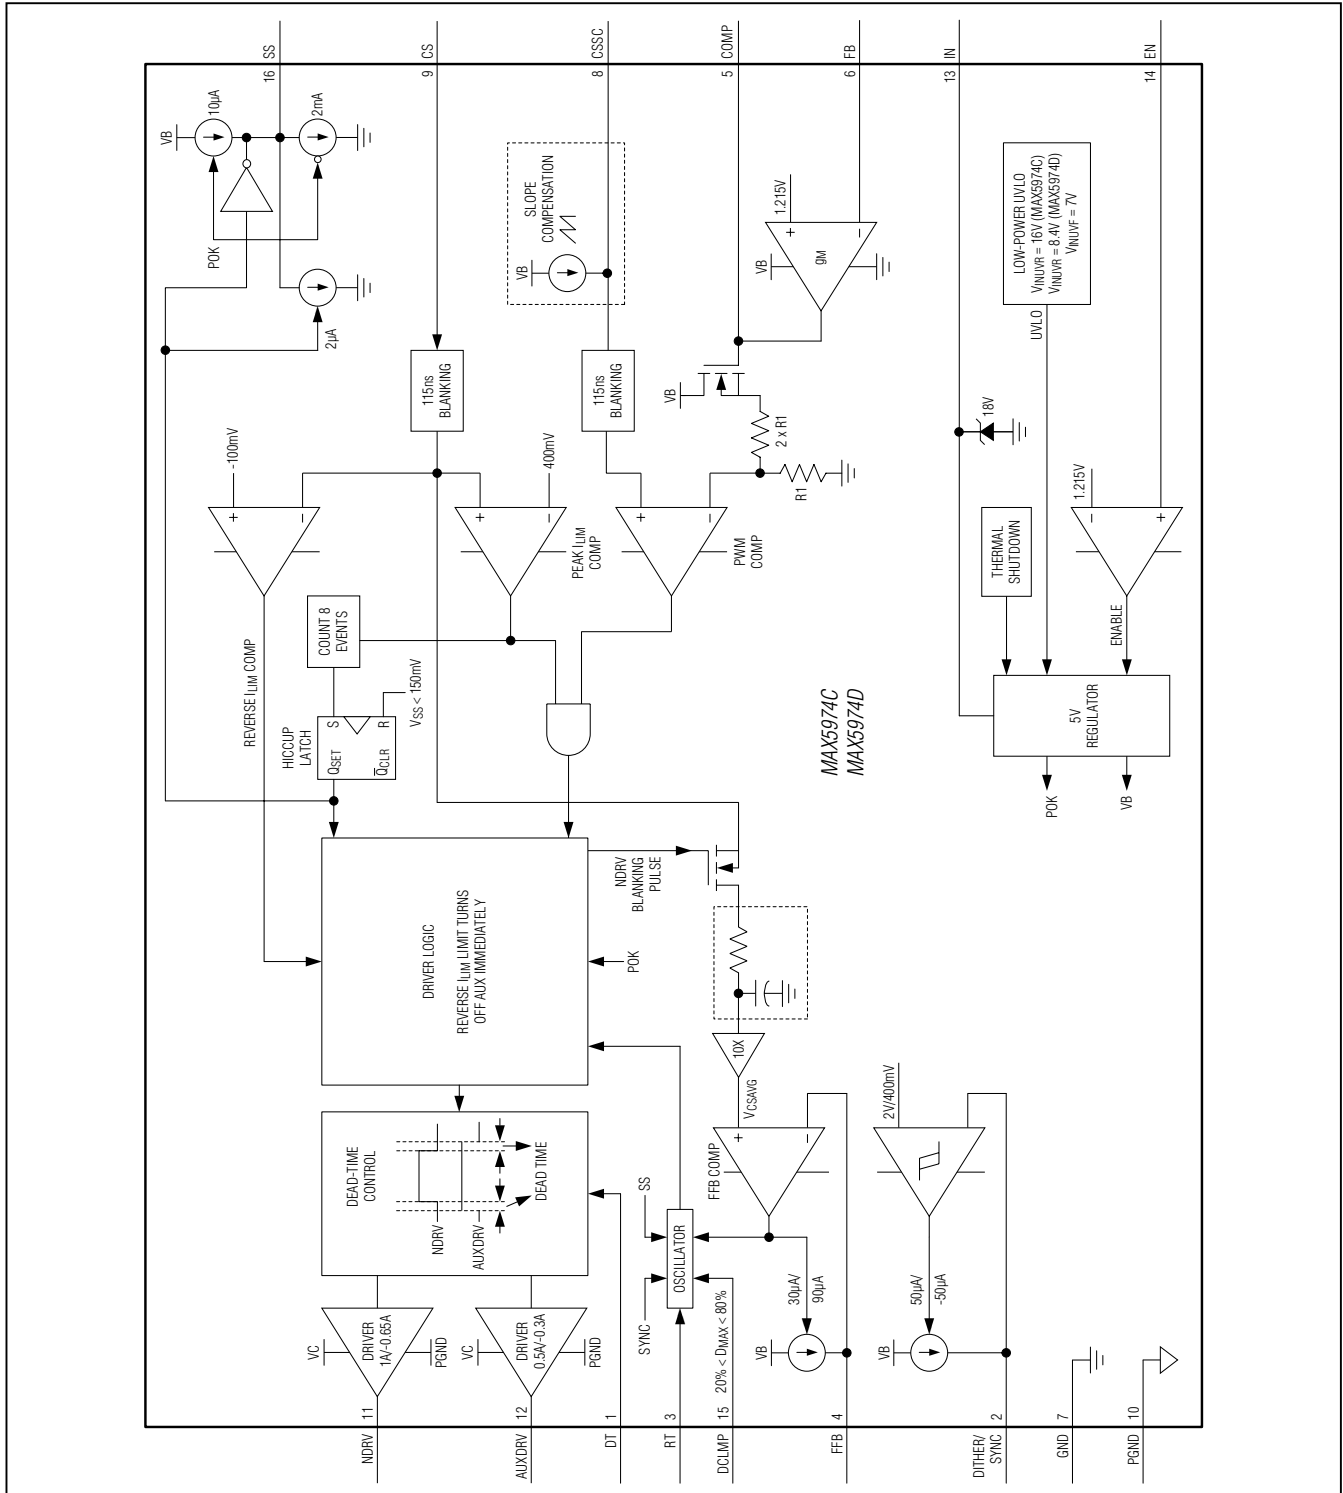 16
SS
9
CS
8
CSSC
5
COMP
6
FB
13
IN
14
EN
VB
10µA
2mA
POK
2µA
VB
SLOPE
COMPENSATION
115ns
BLANKING
115ns
BLANKING
VB
1.215V
+
−
gM
VB
2 x R1
R1
LOW-POWER UVLO
VINUVR = 16V (MAX5974C)
VINUVR = 8.4V (MAX5974D)
VINUVF = 7V
UVLO
18V
-100mV
+
−
REVERSE ILIM COMP
400mV
+
−
PEAK ILIM
COMP
+
−
PWM
COMP
COUNT 8
EVENTS
HICCUP
LATCH
S
R
QSET
QCLR
VSS < 150mV
THERMAL
SHUTDOWN
1.215V
−
+
ENABLE
5V
REGULATOR
POK
VB
MAX5974C
MAX5974D
DRIVER LOGIC
REVERSE ILIM LIMIT TURNS
OFF AUX IMMEDIATELY
NDRV
BLANKING
PULSE
POK
10X
VCSAVG
DEAD-TIME
CONTROL
NDRV
AUXDRV
DEAD TIME
+
−
FFB COMP
2V/400mV
SS
OSCILLATOR
SYNC
20% < DMAX < 80%
30µA/
90µA
VB
50µA/
-50µA
VB
VC
DRIVER
1A/-0.65A
PGND
VC
DRIVER
0.5A/-0.3A
PGND
11
NDRV
12
AUXDRV
1
DT
3
RT
15
DCLMP
4
FFB
2
DITHER/
SYNC
7
GND
10
PGND